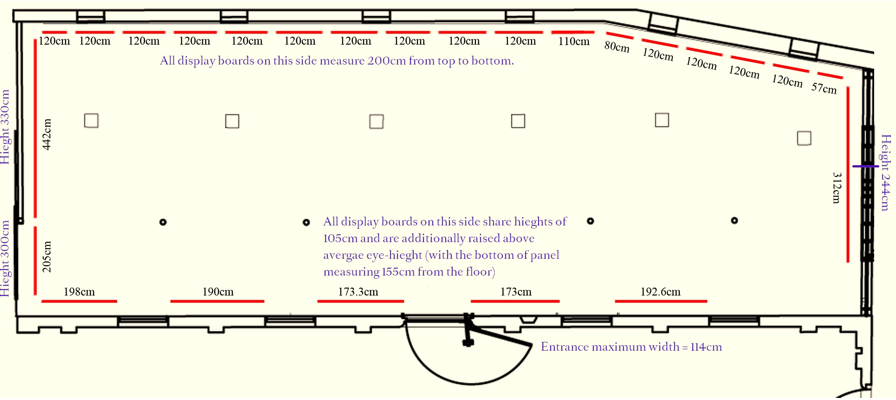 120cm 120cm 120cm 120cm 120cm 120cm 120cm 120cm 120cm 120cm 110cm
80cm 120cm 120cm 120cm 120cm 57cm
All display boards on this side measure 200cm from top to bottom.
Hieght 330cm
442cm
Height 244cm
312cm
Hieght 300cm
205cm
All display boards on this side share hieghts of
105cm and are additionally raised above
avergae eye-hieght (with the bottom of panel
measuring 155cm from the floor)
198cm 190cm 173.3cm 173cm 192.6cm
Entrance maximum width = 114cm